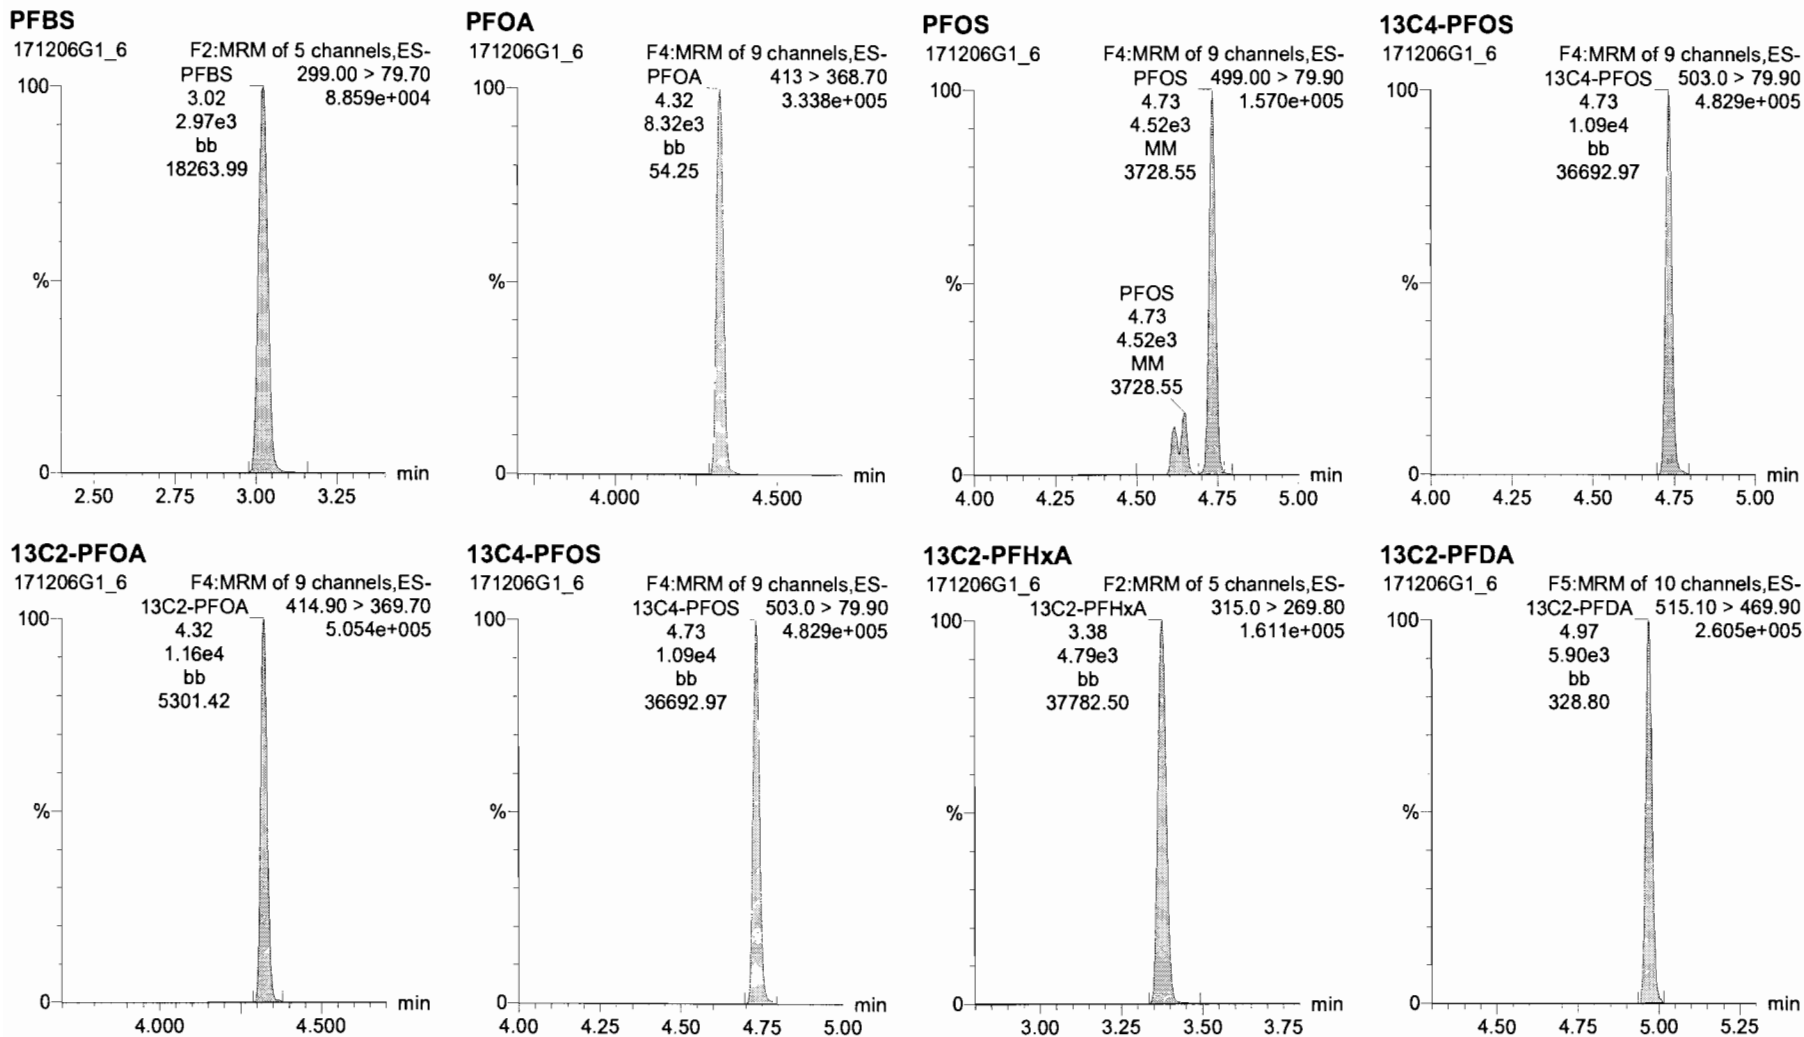 PFBS
171206G1_6
F2:MRM of 5 channels,ES-
PFBS
299.00 > 79.70
3.02
8.859e+004
2.97e3
bb
18263.99
100
%
0
min
2.50
2.75
3.00
3.25
PFOA
171206G1_6
F4:MRM of 9 channels,ES-
PFOA
413 > 368.70
4.32
3.338e+005
8.32e3
bb
54.25
100
%
0
min
4.000
4.500
PFOS
171206G1_6
F4:MRM of 9 channels,ES-
PFOS
499.00 > 79.90
4.73
1.570e+005
4.52e3
MM
3728.55
PFOS
4.73
4.52e3
MM
3728.55
100
%
0
min
4.00
4.25
4.50
4.75
5.00
13C4-PFOS
171206G1_6
F4:MRM of 9 channels,ES-
13C4-PFOS
503.0 > 79.90
4.73
4.829e+005
1.09e4
bb
36692.97
100
%
0
min
4.00
4.25
4.50
4.75
5.00
13C2-PFOA
171206G1_6
F4:MRM of 9 channels,ES-
13C2-PFOA
414.90 > 369.70
4.32
5.054e+005
1.16e4
bb
5301.42
100
%
0
min
4.000
4.500
13C4-PFOS
171206G1_6
F4:MRM of 9 channels,ES-
13C4-PFOS
503.0 > 79.90
4.73
4.829e+005
1.09e4
bb
36692.97
100
%
0
min
4.00
4.25
4.50
4.75
5.00
13C2-PFHxA
171206G1_6
F2:MRM of 5 channels,ES-
13C2-PFHxA
315.0 > 269.80
3.38
1.611e+005
4.79e3
bb
37782.50
100
%
0
min
3.00
3.25
3.50
3.75
13C2-PFDA
171206G1_6
F5:MRM of 10 channels,ES-
13C2-PFDA
515.10 > 469.90
4.97
2.605e+005
5.90e3
bb
328.80
100
%
0
min
4.50
4.75
5.00
5.25